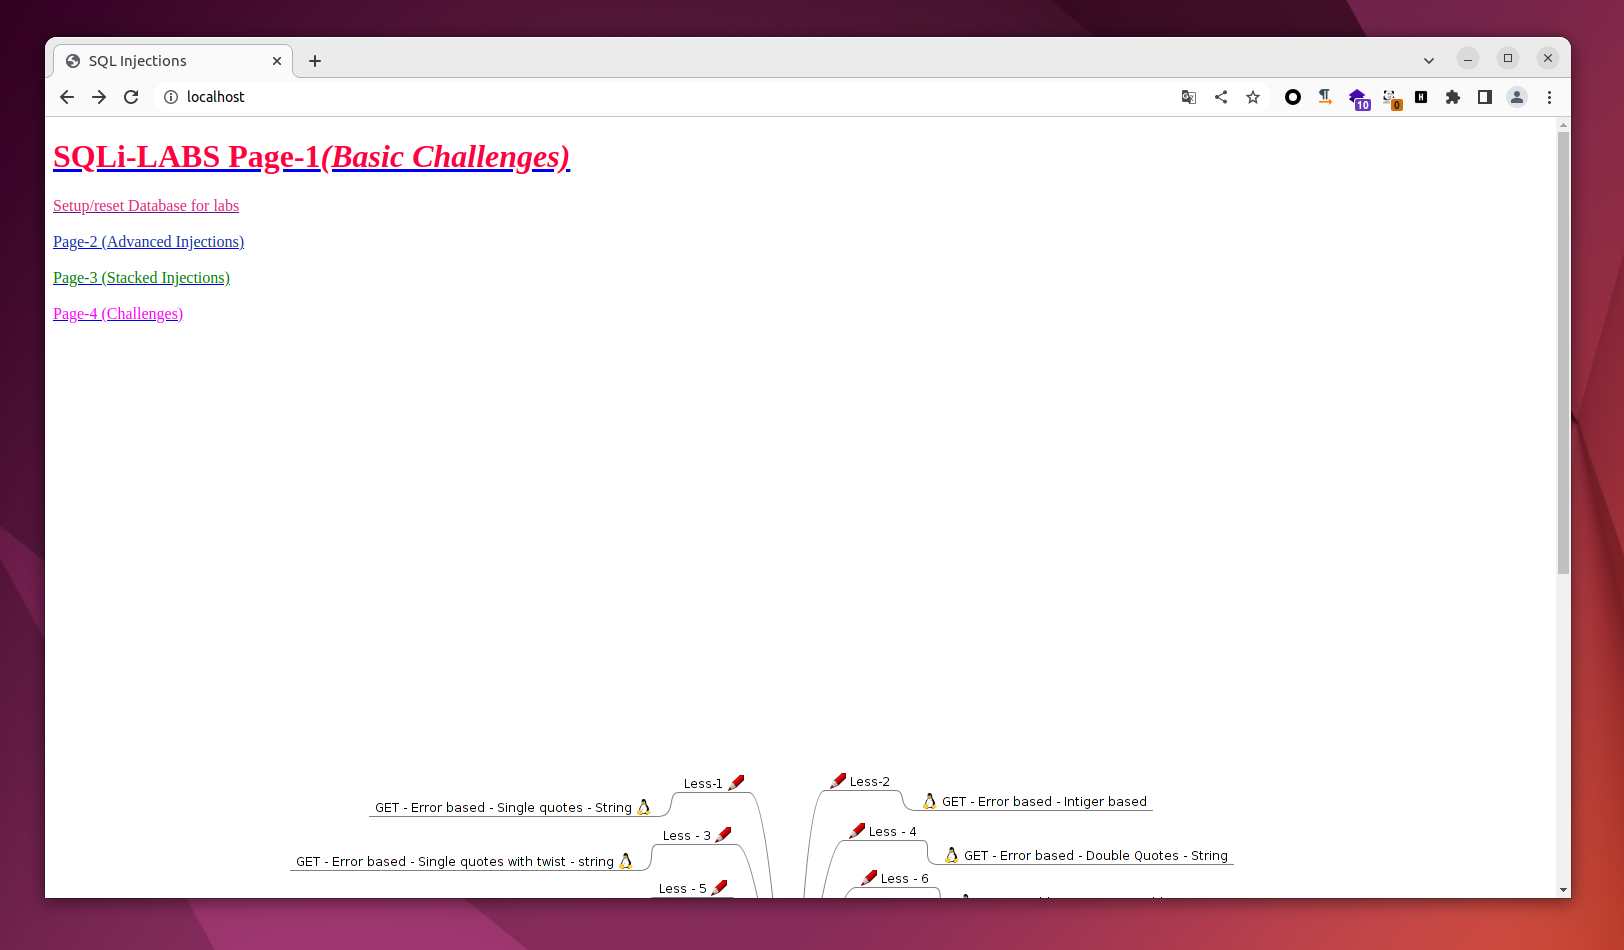 SQL Injections
localhost
10
0
H
SQLi-LABS Page-1(Basic Challenges)
Setup/reset Database for labs
Page-2 (Advanced Injections)
Page-3 (Stacked Injections)
Page-4 (Challenges)
Less-1
Less-2
GET - Error based - Single quotes - String
GET - Error based - Intiger based
Less - 3
Less - 4
GET - Error based - Single quotes with twist - string
GET - Error based - Double Quotes - String
Less - 5
Less - 6